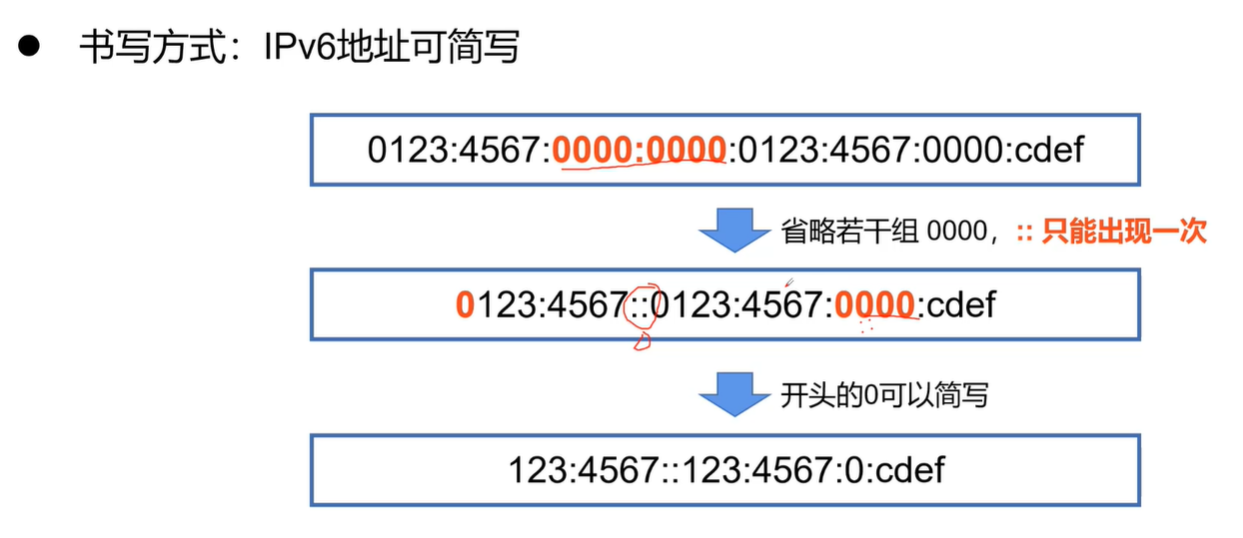 ● 书写方式：IPv6地址可简写
0123:4567:0000:0000:0123:4567:0000:cdef
省略若干组 0000，:: 只能出现一次
0123:4567::0123:4567:0000:cdef
开头的0可以简写
123:4567::123:4567:0:cdef